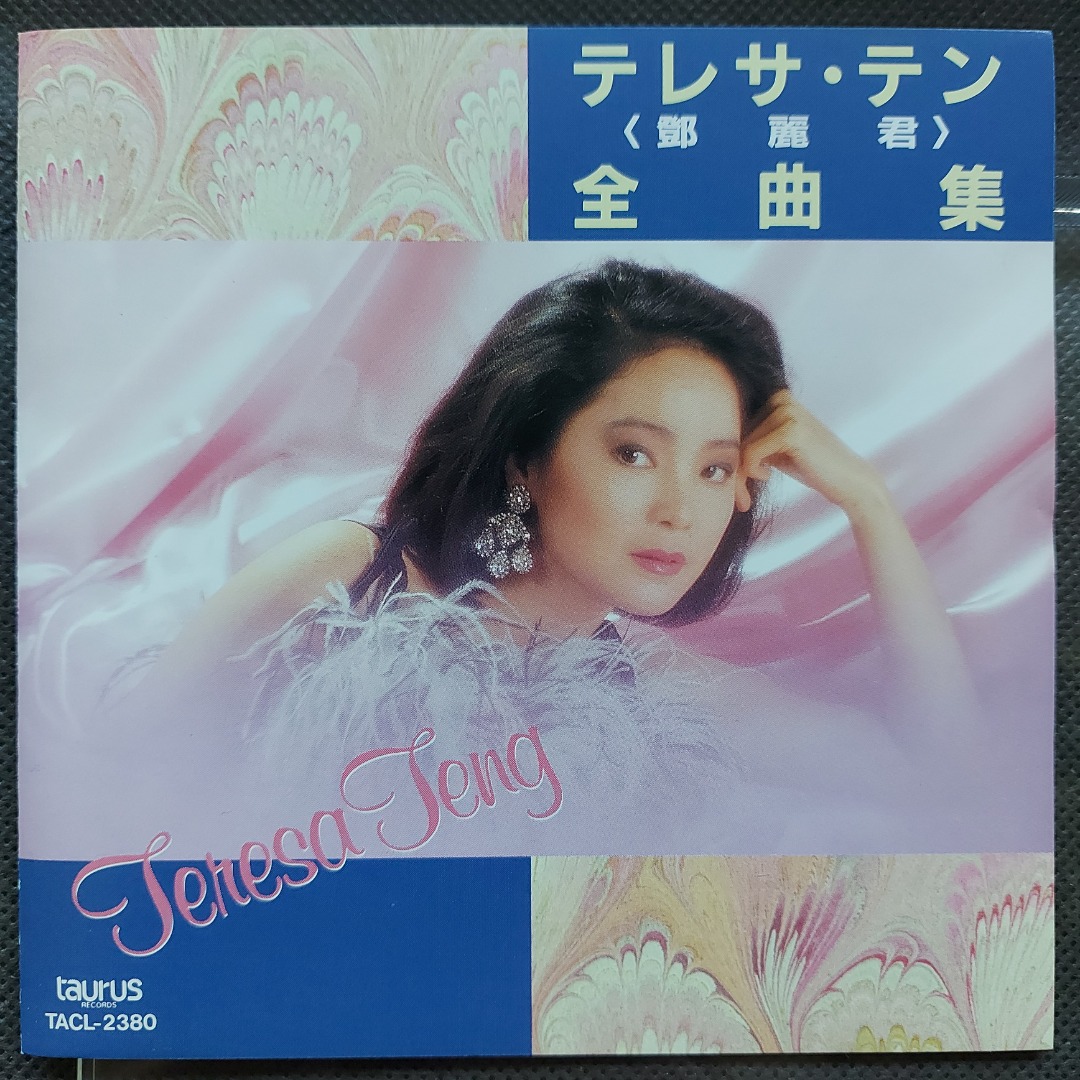 テレサ・テン
〈鄧麗君〉
全曲集
Teresa Teng
taurus
RECORDS
TACL-2380